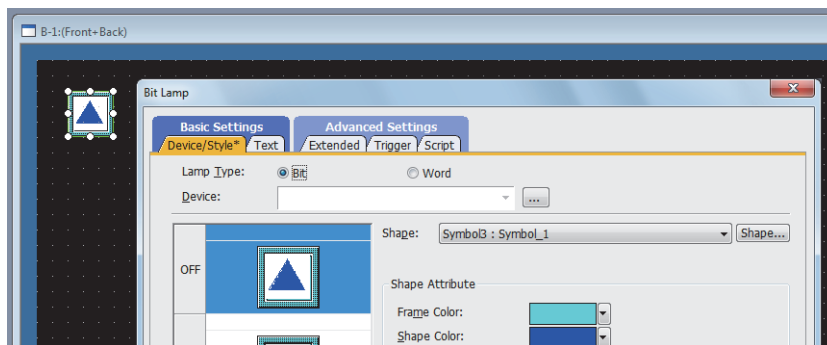 B-1:(Front+Back)
Bit Lamp
Basic Settings Advanced Settings
Device/Style* Text Extended Trigger Script
Lamp Type: Bit Word
Device: ...
Shape: Symbol3 : Symbol_1 Shape...
OFF
Shape Attribute
Frame Color:
Shape Color: